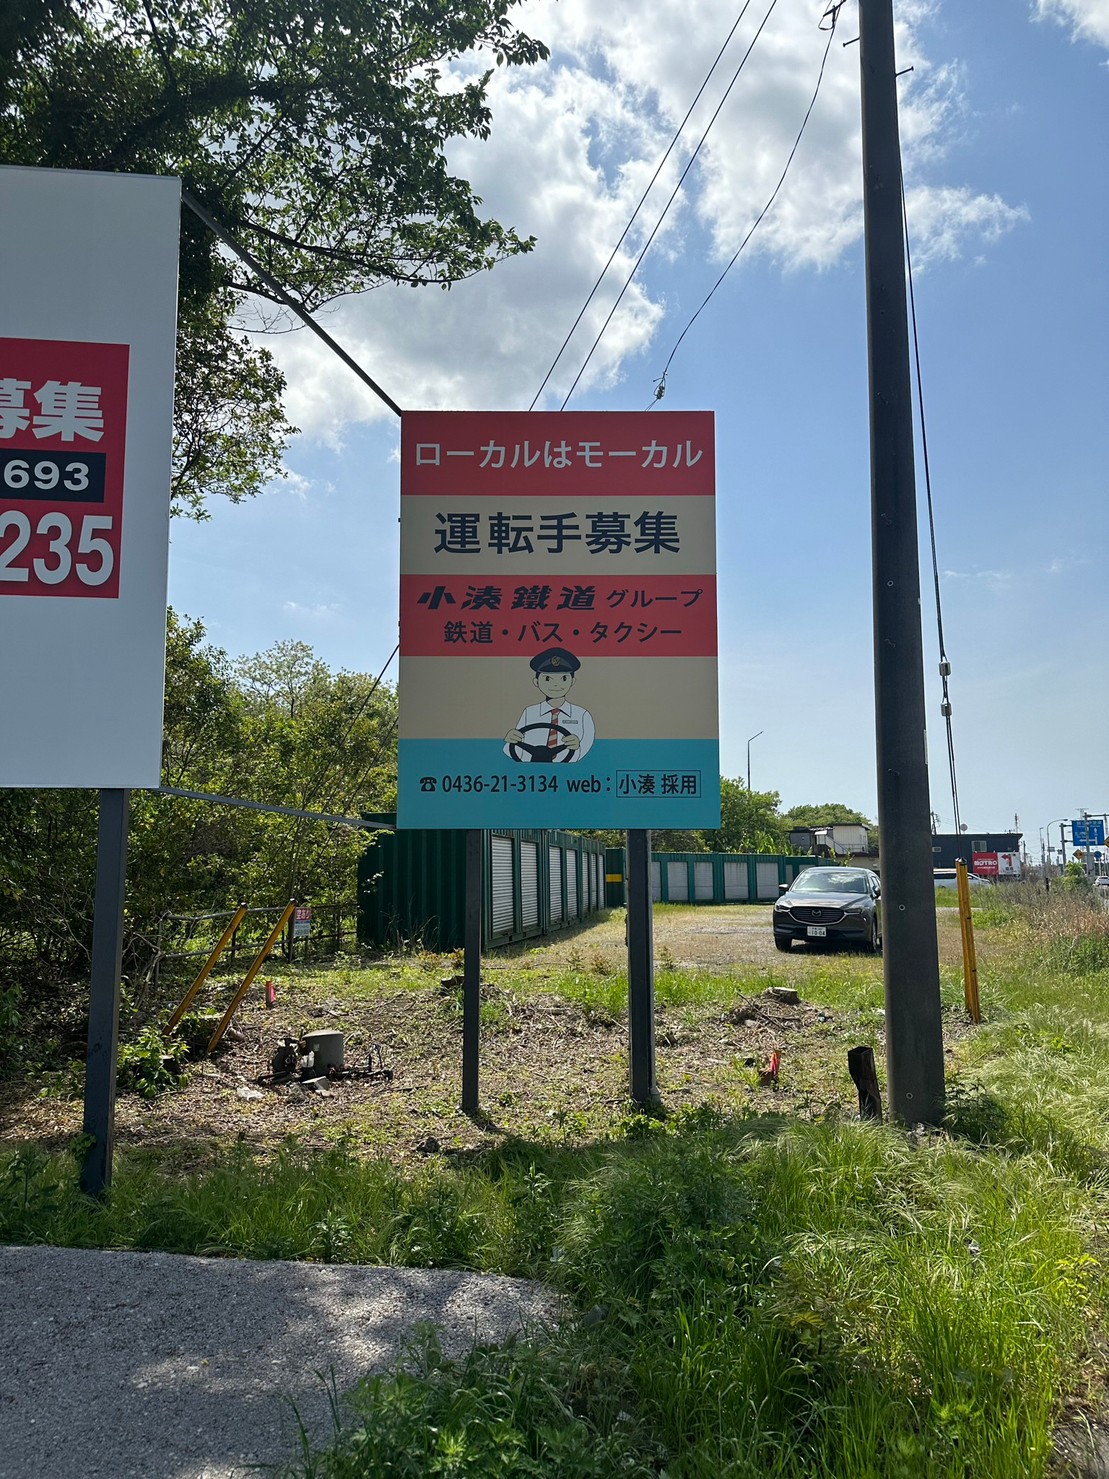 募集
693
235
ローカルはモーカル
運転手募集
小湊鐵道グループ
鉄道・バス・タクシー
☎0436-21-3134 web：小湊 採用
10-04